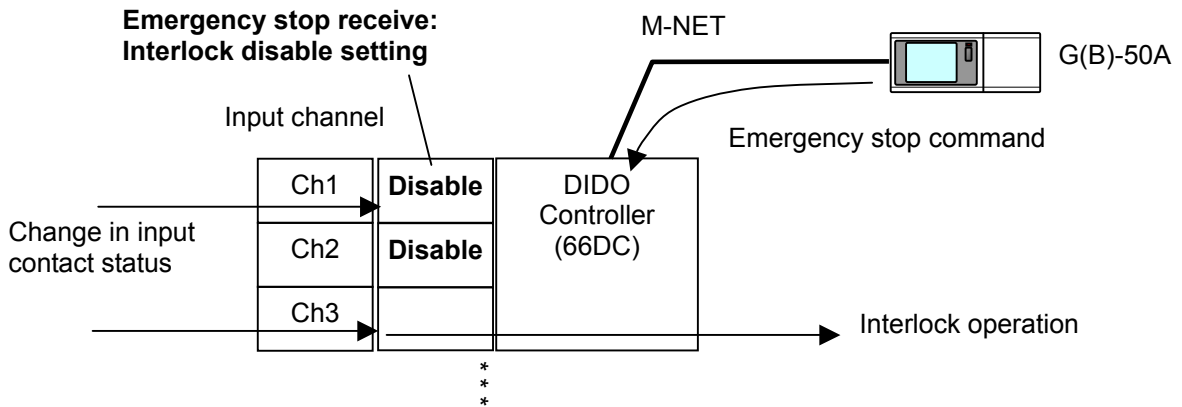 Emergency stop receive:
Interlock disable setting
M-NET
G(B)-50A
Input channel
Emergency stop command
Ch1
Disable
DIDO
Controller
(66DC)
Change in input
contact status
Ch2
Disable
Ch3
Interlock operation
*
*
*